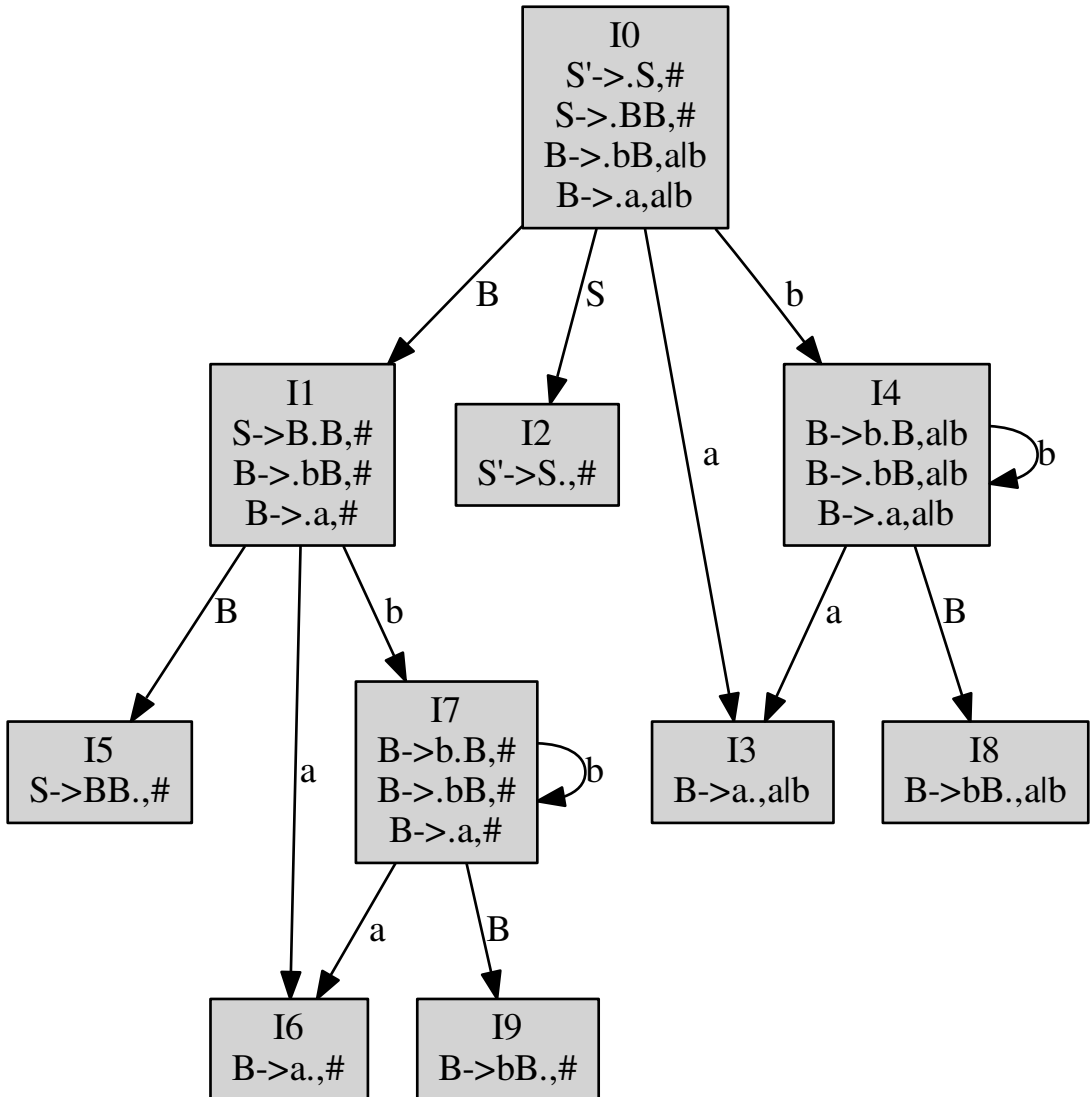 I0
S'->.S,#
S->.BB,#
B->.bB,a|b
B->.a,a|b
B
S
b
I1
S->B.B,#
B->.bB,#
B->.a,#
I2
S'->S.,#
a
I4
B->b.B,a|b
B->.bB,a|b
B->.a,a|b
b
B
b
a
B
I7
B->b.B,#
B->.bB,#
B->.a,#
I5
S->BB.,#
a
b
I3
B->a.,a|b
I8
B->bB.,a|b
a
B
I6
B->a.,#
I9
B->bB.,#